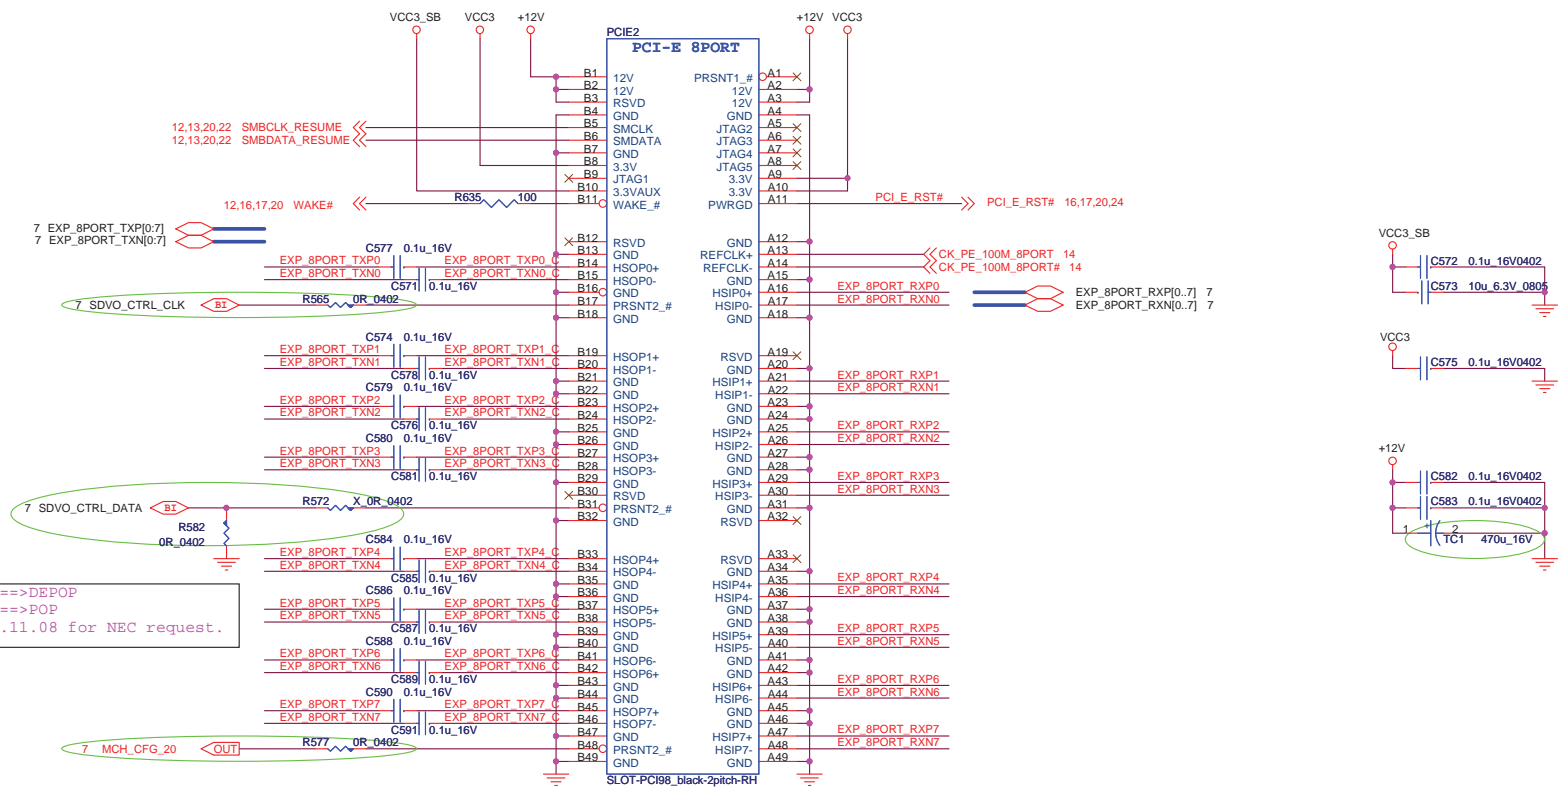 VCC3_SB VCC3 +12V +12V VCC3
PCIE2
PCI-E 8PORT
B1 12V PRSNT1_# A1
B2 12V 12V A2
B3 RSVD 12V A3
B4 GND GND A4
12,13,20,22 SMBCLK_RESUME B5 SMCLK JTAG2 A5
12,13,20,22 SMBDATA_RESUME B6 SMDATA JTAG3 A6
B7 GND JTAG4 A7
B8 3.3V JTAG5 A8
B9 JTAG1 3.3V A9
B10 3.3VAUX 3.3V A10
12,16,17,20 WAKE# R635 100 B11 WAKE_# PWRGD A11 PCI_E_RST# PCI_E_RST# 16,17,20,24
7 EXP_8PORT_TXP[0:7]
7 EXP_8PORT_TXN[0:7]
B12 RSVD GND A12
C577 0.1u_16V B13 GND REFCLK+ A13 CK_PE_100M_8PORT 14
EXP_8PORT_TXP0 EXP_8PORT_TXP0_C B14 HSOP0+ REFCLK- A14 CK_PE_100M_8PORT# 14
EXP_8PORT_TXN0 EXP_8PORT_TXN0_C B15 HSOP0- GND A15
C571 0.1u_16V B16 GND HSIP0+ A16 EXP_8PORT_RXP0 EXP_8PORT_RXP[0..7] 7
7 SDVO_CTRL_CLK BI R565 0R_0402 B17 PRSNT2_# HSIP0- A17 EXP_8PORT_RXN0 EXP_8PORT_RXN[0..7] 7
B18 GND GND A18
C574 0.1u_16V
EXP_8PORT_TXP1 EXP_8PORT_TXP1_C B19 HSOP1+ RSVD A19
EXP_8PORT_TXN1 EXP_8PORT_TXN1_C B20 HSOP1- GND A20
C578 0.1u_16V B21 GND HSIP1+ A21 EXP_8PORT_RXP1
C579 0.1u_16V B22 GND HSIP1- A22 EXP_8PORT_RXN1
EXP_8PORT_TXP2 EXP_8PORT_TXP2_C B23 HSOP2+ GND A23
EXP_8PORT_TXN2 EXP_8PORT_TXN2_C B24 HSOP2- GND A24
C576 0.1u_16V B25 GND HSIP2+ A25 EXP_8PORT_RXP2
C580 0.1u_16V B26 GND HSIP2- A26 EXP_8PORT_RXN2
EXP_8PORT_TXP3 EXP_8PORT_TXP3_C B27 HSOP3+ GND A27
EXP_8PORT_TXN3 EXP_8PORT_TXN3_C B28 HSOP3- GND A28
C581 0.1u_16V B29 GND HSIP3+ A29 EXP_8PORT_RXP3
B30 RSVD HSIP3- A30 EXP_8PORT_RXN3
7 SDVO_CTRL_DATA BI R572 X_0R_0402 B31 PRSNT2_# GND A31
R582 0R_0402 B32 GND RSVD A32
C584 0.1u_16V
EXP_8PORT_TXP4 EXP_8PORT_TXP4_C B33 HSOP4+ RSVD A33
EXP_8PORT_TXN4 EXP_8PORT_TXN4_C B34 HSOP4- GND A34
C585 0.1u_16V B35 GND HSIP4+ A35 EXP_8PORT_RXP4
C586 0.1u_16V B36 GND HSIP4- A36 EXP_8PORT_RXN4
EXP_8PORT_TXP5 EXP_8PORT_TXP5_C B37 HSOP5+ GND A37
EXP_8PORT_TXN5 EXP_8PORT_TXN5_C B38 HSOP5- GND A38
C587 0.1u_16V B39 GND HSIP5+ A39 EXP_8PORT_RXP5
C588 0.1u_16V B40 GND HSIP5- A40 EXP_8PORT_RXN5
EXP_8PORT_TXP6 EXP_8PORT_TXP6_C B41 HSOP6- GND A41
EXP_8PORT_TXN6 EXP_8PORT_TXN6_C B42 HSOP6+ GND A42
C589 0.1u_16V B43 GND HSIP6+ A43 EXP_8PORT_RXP6
C590 0.1u_16V B44 GND HSIP6- A44 EXP_8PORT_RXN6
EXP_8PORT_TXP7 EXP_8PORT_TXP7_C B45 HSOP7+ GND A45
EXP_8PORT_TXN7 EXP_8PORT_TXN7_C B46 HSOP7- GND A46
C591 0.1u_16V B47 GND HSIP7+ A47 EXP_8PORT_RXP7
7 MCH_CFG_20 OUT R577 0R_0402 B48 PRSNT2_# HSIP7- A48 EXP_8PORT_RXN7
B49 GND GND A49
SLOT-PCI98_black-2pitch-RH
==>DEPOP
==>POP
.11.08 for NEC request.
VCC3_SB
C572 0.1u_16V0402
C573 10u_6.3V_0805
VCC3
C575 0.1u_16V0402
+12V
C582 0.1u_16V0402
C583 0.1u_16V0402
1 + 2
TC1 470u_16V